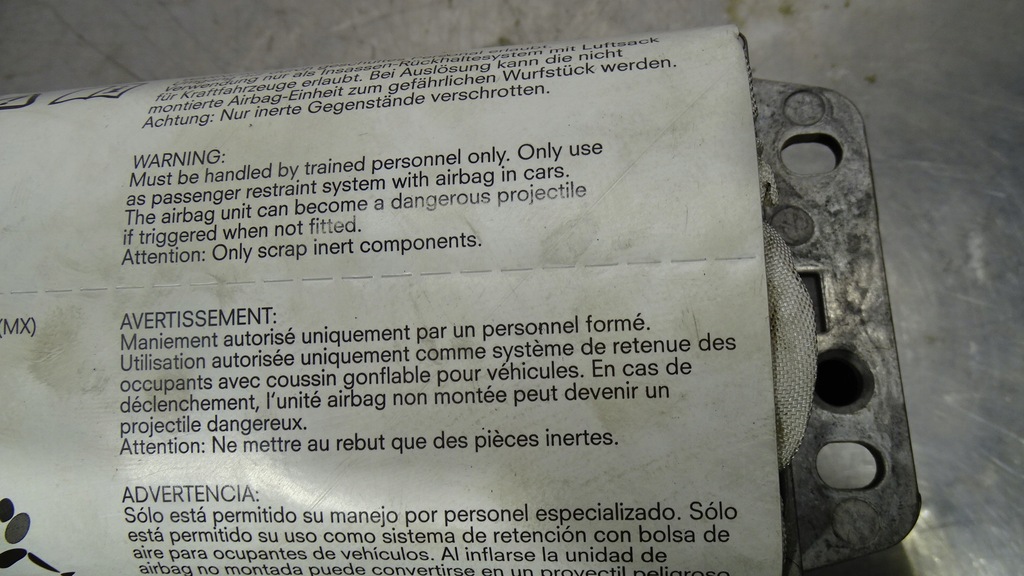 Verwendung nur als Insassen-Rückhaltesystem mit Luftsack
für Kraftfahrzeuge erlaubt. Bei Auslösung kann die nicht
montierte Airbag-Einheit zum gefährlichen Wurfstück werden.
Achtung: Nur inerte Gegenstände verschrotten.
WARNING:
Must be handled by trained personnel only. Only use
as passenger restraint system with airbag in cars.
The airbag unit can become a dangerous projectile
if triggered when not fitted.
Attention: Only scrap inert components.
(MX)
AVERTISSEMENT:
Maniement autorisé uniquement par un personnel formé.
Utilisation autorisée uniquement comme système de retenue des
occupants avec coussin gonflable pour véhicules. En cas de
déclenchement, l'unité airbag non montée peut devenir un
projectile dangereux.
Attention: Ne mettre au rebut que des pièces inertes.
ADVERTENCIA:
Sólo está permitido su manejo por personel especializado. Sólo
está permitido su uso como sistema de retención con bolsa de
aire para ocupantes de vehículos. Al inflarse la unidad de
airbag no montada puede convertirse en un proyectil peligroso